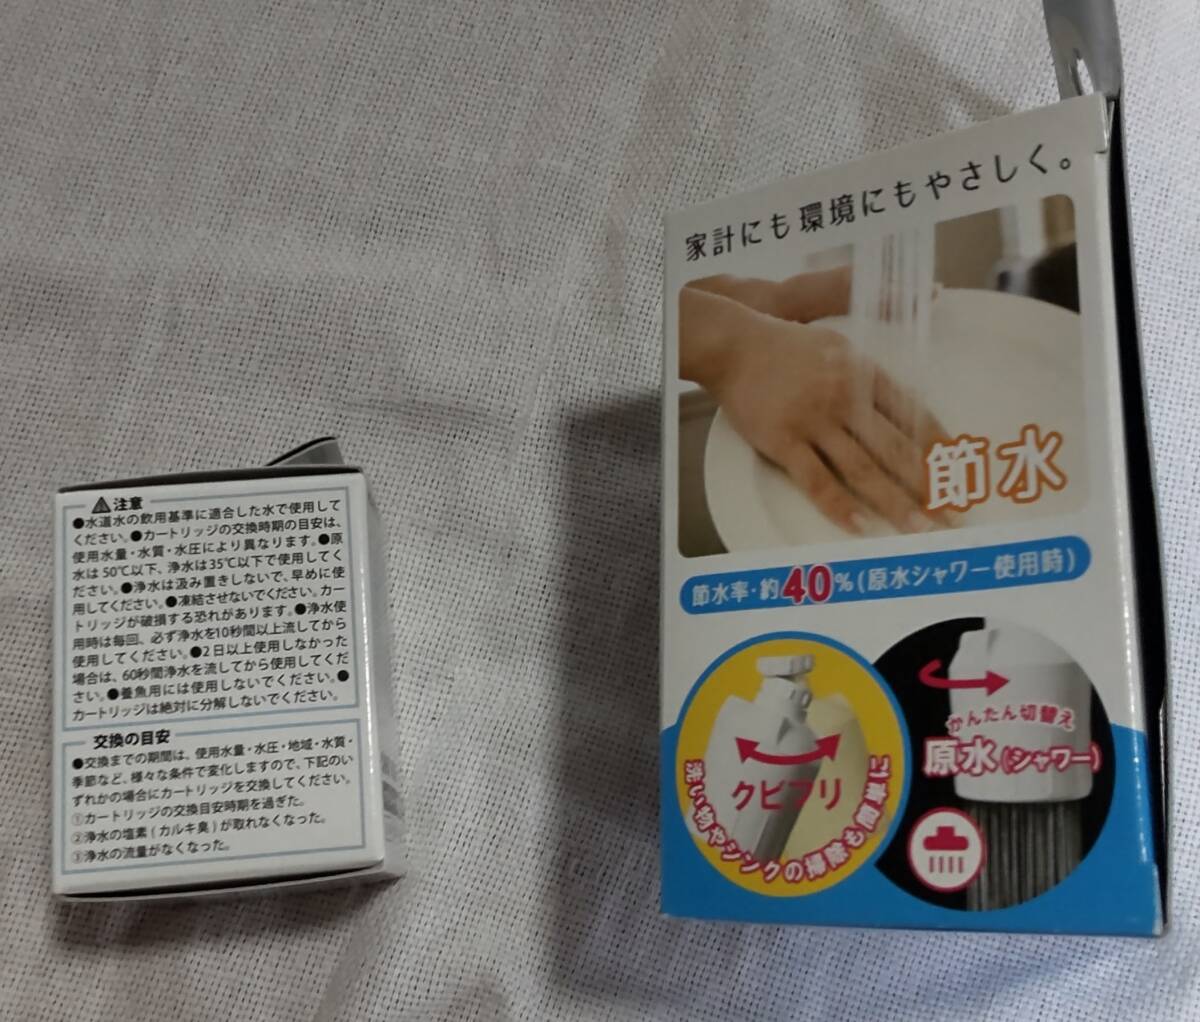 注意
●水道水の飲用基準に適合した水で使用して
ください。●カートリッジの交換時期の目安は、
使用水量・水質・水圧により異なります。●原
水は50℃以下、浄水は35℃以下で使用してく
ださい。●浄水は汲み置きしないで、早めに使
用してください。●凍結させないでください。カー
トリッジが破損する恐れがあります。●浄水使
用時は毎回、必ず浄水を10秒間以上流してから
使用してください。●2日以上使用しなかった
場合は、60秒間浄水を流してから使用してくだ
さい。●養魚用には使用しないでください。●
カートリッジは絶対に分解しないでください。
交換の目安
●交換までの期間は、使用水量・水圧・地域・水質・
季節など、様々な条件で変化しますので、下記のい
ずれかの場合にカートリッジを交換してください。
①カートリッジの交換目安時期を過ぎた。
②浄水の塩素(カルキ臭)が取れなくなった。
③浄水の流量がなくなった。
家計にも環境にもやさしく。
節水
節水率・約40%(原水シャワー使用時)
クビフリ
洗い物やシンクの掃除も簡単に
かんたん切替え
原水(シャワー)